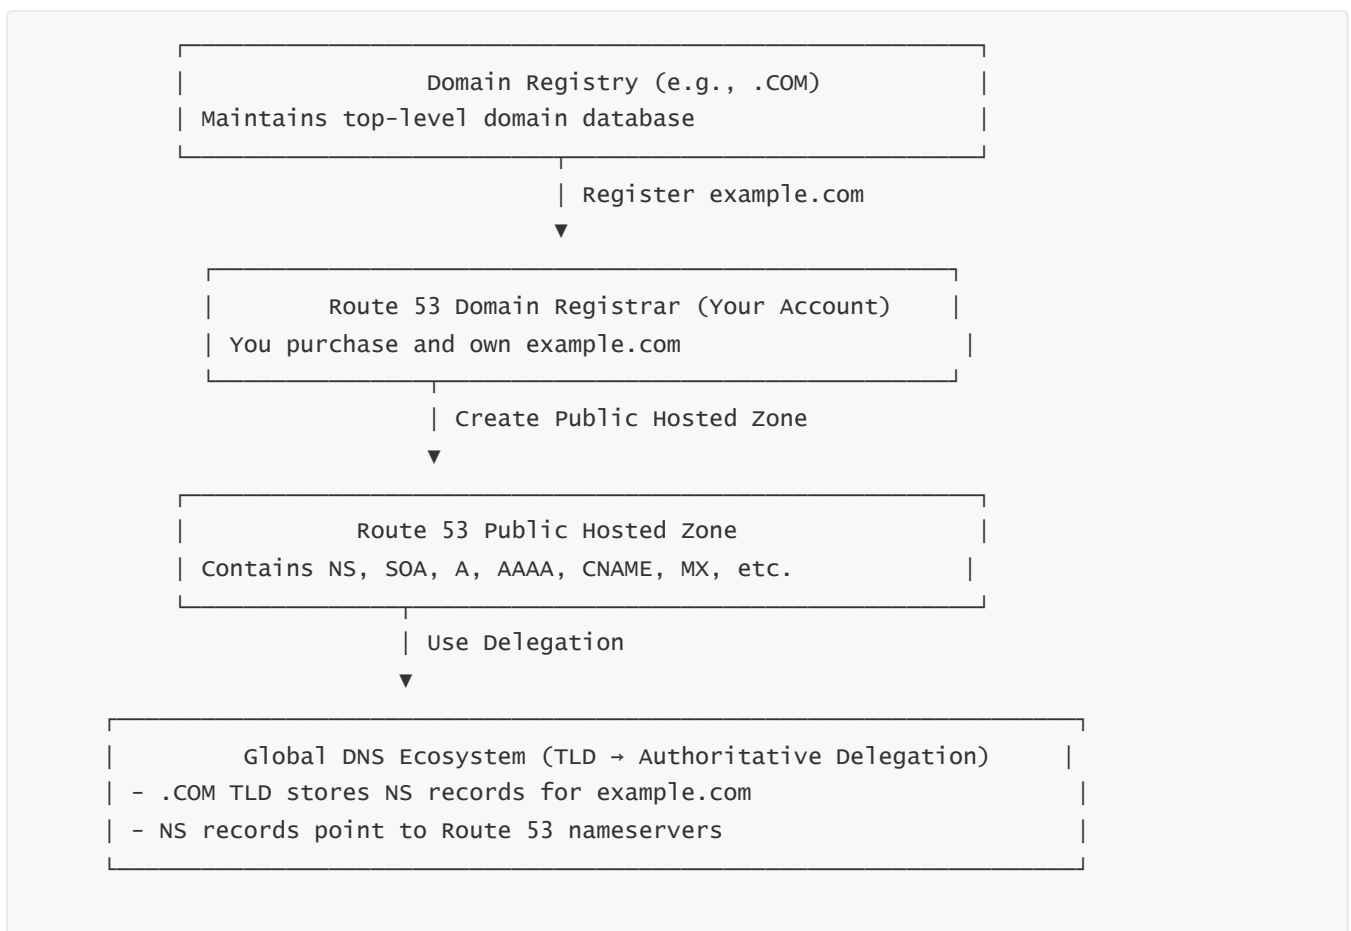 Domain Registry (e.g., .COM)
Maintains top-level domain database
Register example.com
Route 53 Domain Registrar (Your Account)
You purchase and own example.com
Create Public Hosted Zone
Route 53 Public Hosted Zone
Contains NS, SOA, A, AAAA, CNAME, MX, etc.
Use Delegation
Global DNS Ecosystem (TLD → Authoritative Delegation)
- .COM TLD stores NS records for example.com
- NS records point to Route 53 nameservers